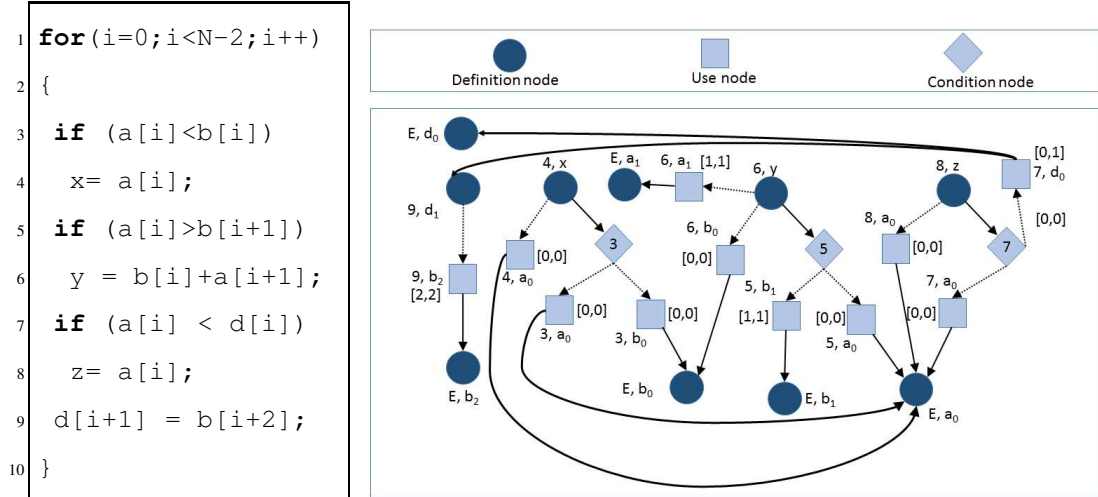 1 for(i=0;i<N-2;i++)
2 {
3 if (a[i]<b[i])
4 x= a[i];
5 if (a[i]>b[i+1])
6 y = b[i]+a[i+1];
7 if (a[i] < d[i])
8 z= a[i];
9 d[i+1] = b[i+2];
10 }
Definition node
Use node
Condition node
E, d₀
4, x
E, a₁
6, a₁ [1,1]
6, y
8, z
[0,1]
7, d₀
9, d₁
8, a₀
[0,0]
6, b₀
3
5
7
[0,0]
[0,0]
[0,0]
4, a₀
9, b₂
[2,2]
5, b₁
7, a₀
[0,0]
[0,0]
[1,1]
[0,0]
[0,0]
3, a₀
3, b₀
5, a₀
E, b₂
E, b₀
E, b₁
E, a₀